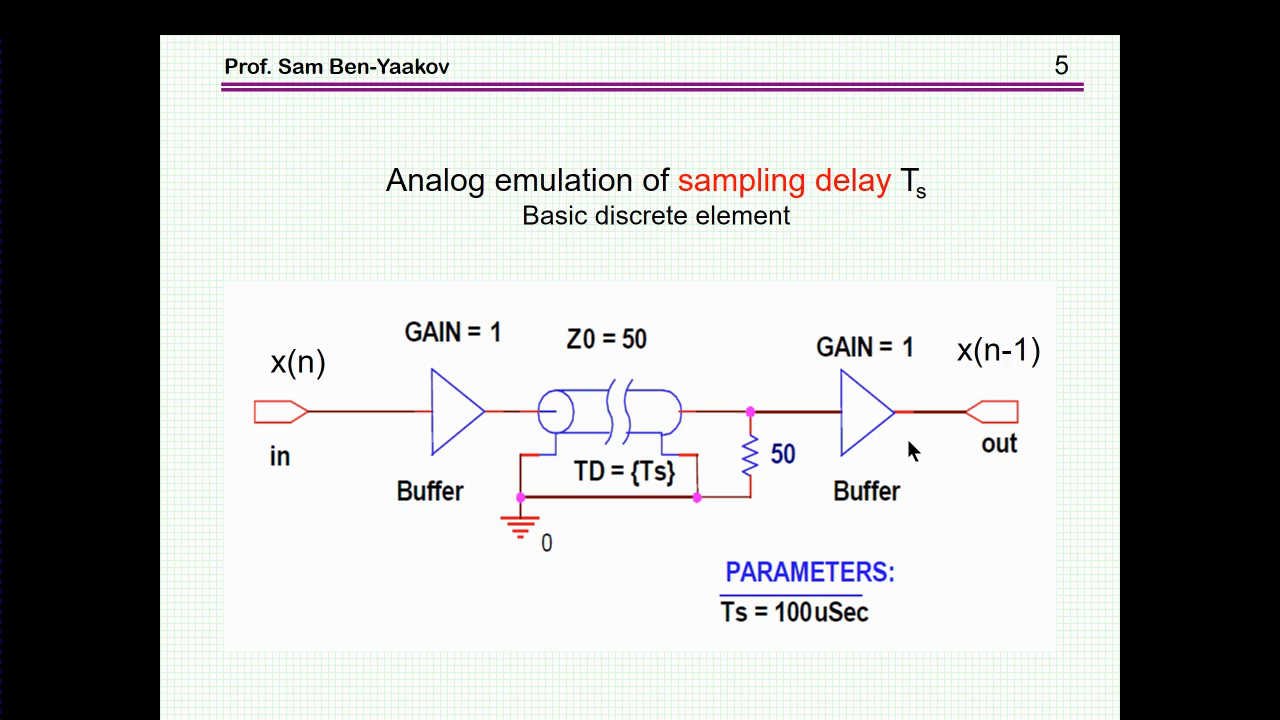 Prof. Sam Ben-Yaakov
5
Analog emulation of sampling delay Ts
Basic discrete element
GAIN = 1
Z0 = 50
GAIN = 1
x(n-1)
x(n)
in
50
out
TD = {Ts}
Buffer
Buffer
0
PARAMETERS:
Ts = 100uSec